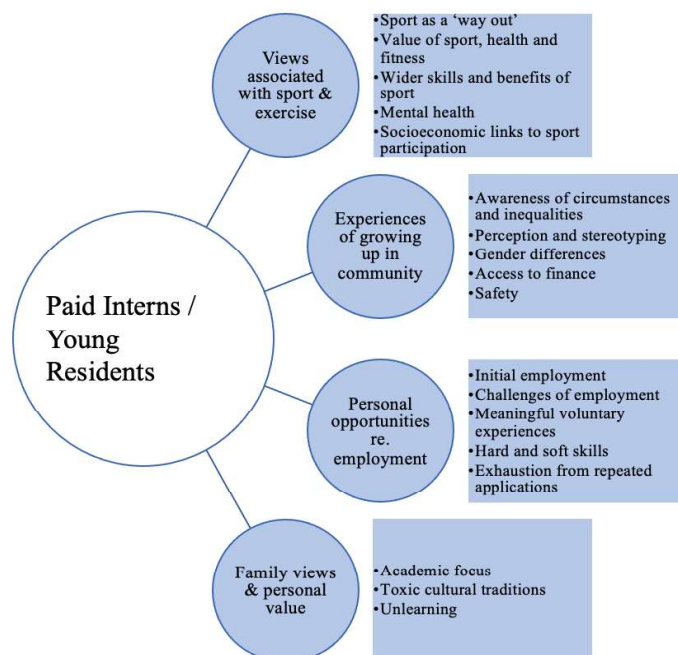 Paid Interns /
Young
Residents
Views
associated
with sport &
exercise
•Sport as a ‘way out’
•Value of sport, health and
fitness
•Wider skills and benefits of
sport
•Mental health
•Socioeconomic links to sport
participation
Experiences
of growing
up in
community
•Awareness of circumstances
and inequalities
•Perception and stereotyping
•Gender differences
•Access to finance
•Safety
Personal
opportunities
re.
employment
•Initial employment
•Challenges of employment
•Meaningful voluntary
experiences
•Hard and soft skills
•Exhaustion from repeated
applications
Family views
& personal
value
•Academic focus
•Toxic cultural traditions
•Unlearning